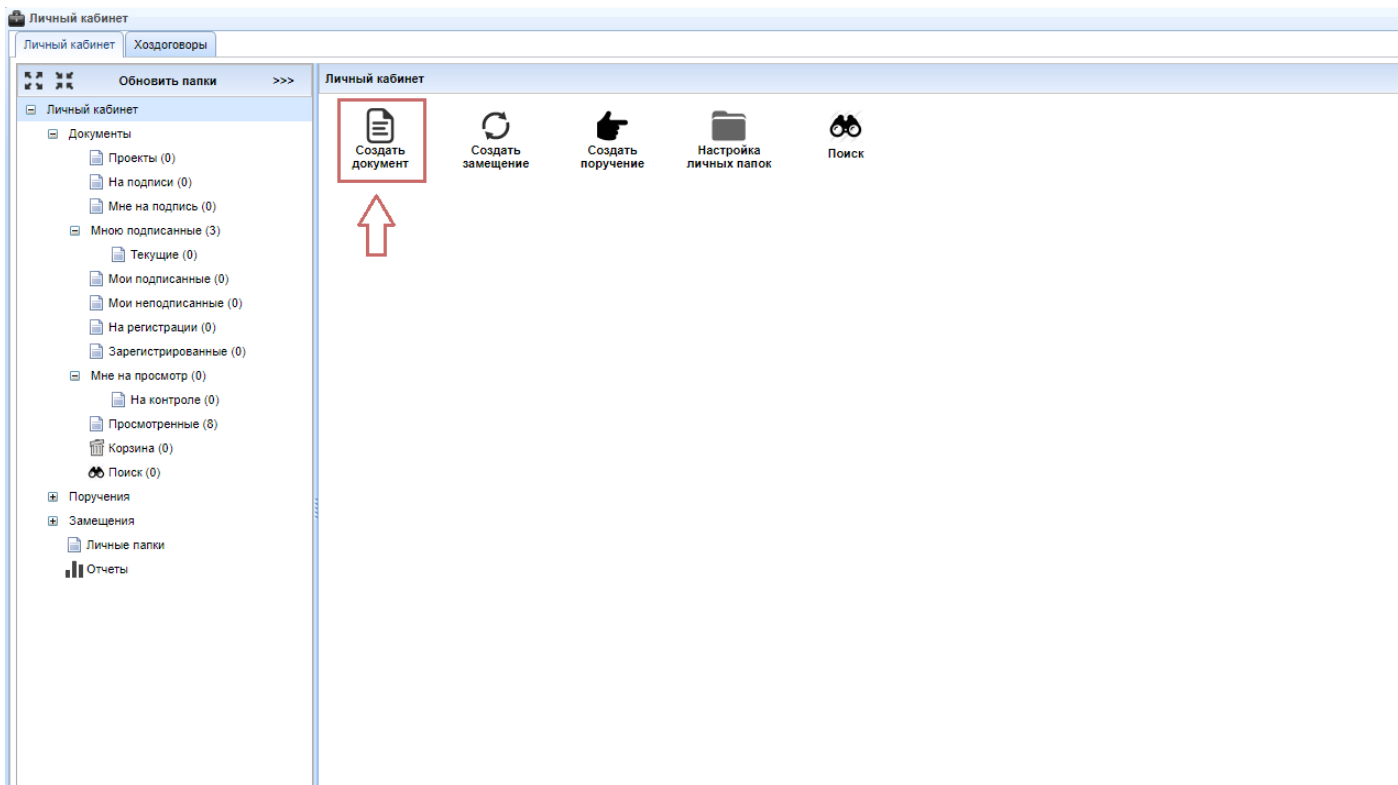 Личный кабинет
Личный кабинет Хоздоговоры
Обновить папки >>>
Личный кабинет
Документы
Проекты (0)
На подписи (0)
Мне на подпись (0)
Мною подписанные (3)
Текущие (0)
Мои подписанные (0)
Мои неподписанные (0)
На регистрации (0)
Зарегистрированные (0)
Мне на просмотр (0)
На контроле (0)
Просмотренные (8)
Корзина (0)
Поиск (0)
Поручения
Замещения
Личные папки
Отчеты
Личный кабинет
Создать
документ
Создать
замещение
Создать
поручение
Настройка
личных папок
Поиск